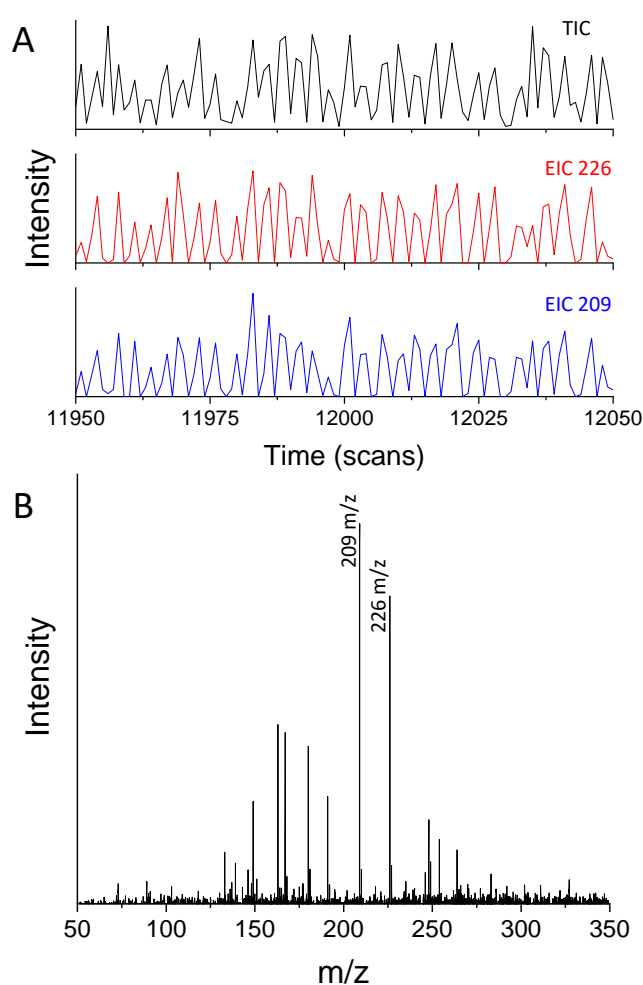 A
TIC
EIC 226
EIC 209
Intensity
11950 11975 12000 12025 12050
Time (scans)
B
209 m/z
226 m/z
Intensity
50 100 150 200 250 300 350
m/z